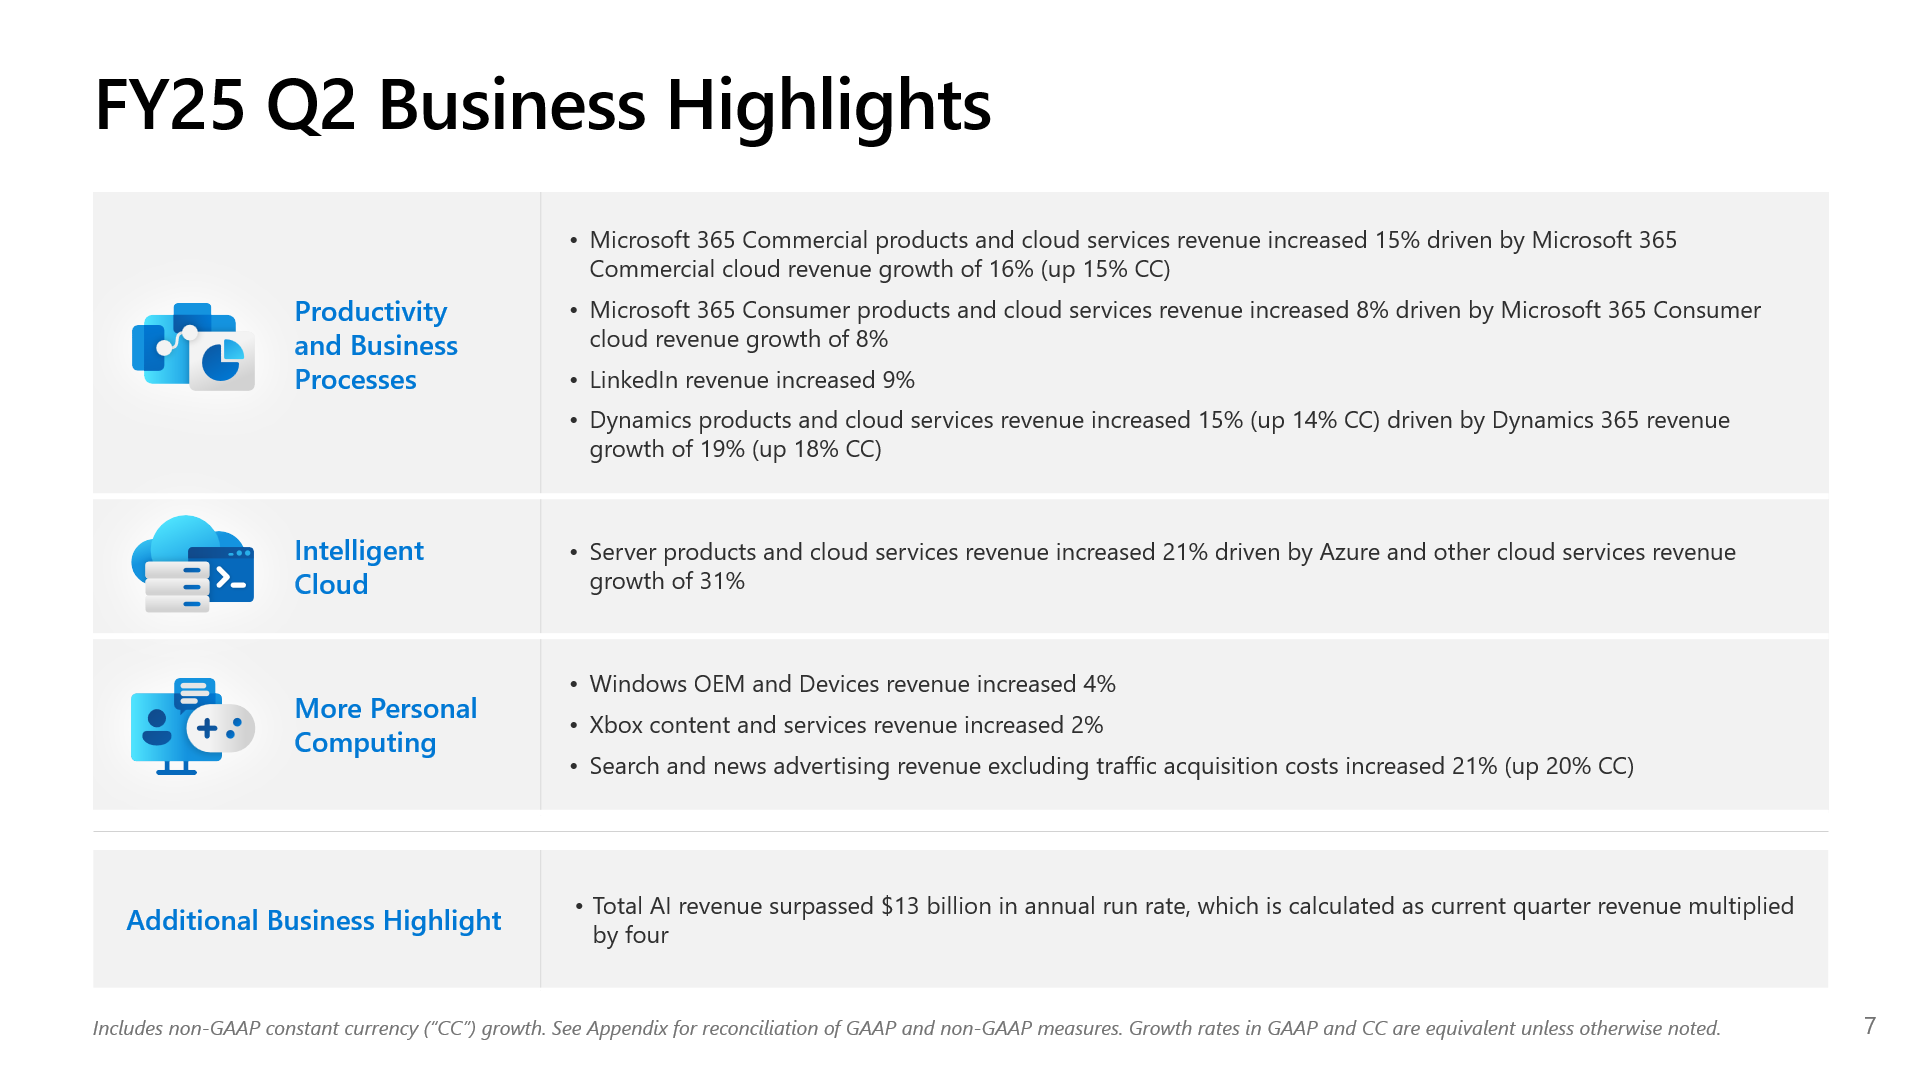 FY25 Q2 Business Highlights
Productivity
and Business
Processes
• Microsoft 365 Commercial products and cloud services revenue increased 15% driven by Microsoft 365
Commercial cloud revenue growth of 16% (up 15% CC)
• Microsoft 365 Consumer products and cloud services revenue increased 8% driven by Microsoft 365 Consumer
cloud revenue growth of 8%
• LinkedIn revenue increased 9%
• Dynamics products and cloud services revenue increased 15% (up 14% CC) driven by Dynamics 365 revenue
growth of 19% (up 18% CC)
Intelligent
Cloud
• Server products and cloud services revenue increased 21% driven by Azure and other cloud services revenue
growth of 31%
More Personal
Computing
• Windows OEM and Devices revenue increased 4%
• Xbox content and services revenue increased 2%
• Search and news advertising revenue excluding traffic acquisition costs increased 21% (up 20% CC)
Additional Business Highlight
• Total AI revenue surpassed $13 billion in annual run rate, which is calculated as current quarter revenue multiplied
by four
Includes non-GAAP constant currency (“CC”) growth. See Appendix for reconciliation of GAAP and non-GAAP measures. Growth rates in GAAP and CC are equivalent unless otherwise noted.
7